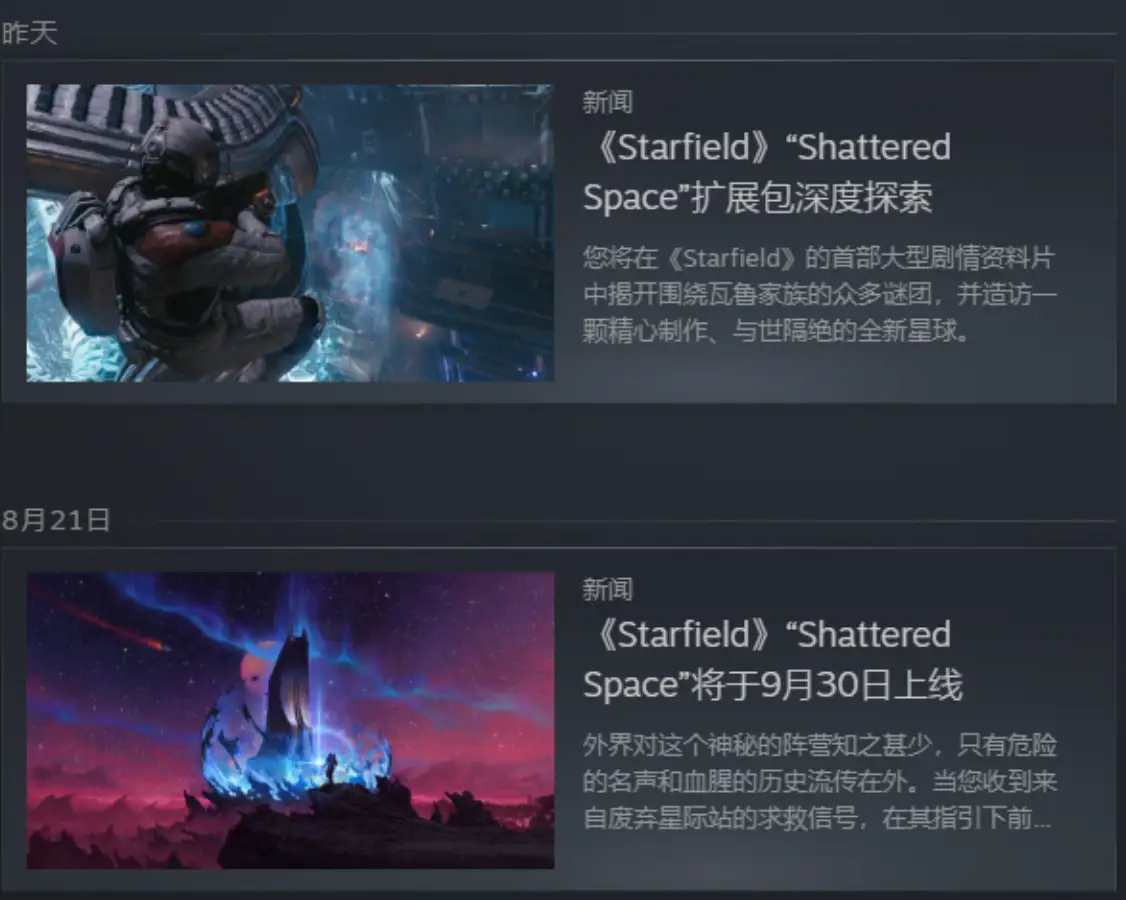 昨天
新闻
《Starfield》“Shattered
Space”扩展包深度探索
您将在《Starfield》的首部大型剧情资料片
中揭开围绕瓦鲁家族的众多谜团，并造访一
颗精心制作、与世隔绝的全新星球。
8月21日
新闻
《Starfield》“Shattered
Space”将于9月30日上线
外界对这个神秘的阵营知之甚少，只有危险
的名声和血腥的历史流传在外。当您收到来
自废弃星际站的求救信号，在其指引下前...